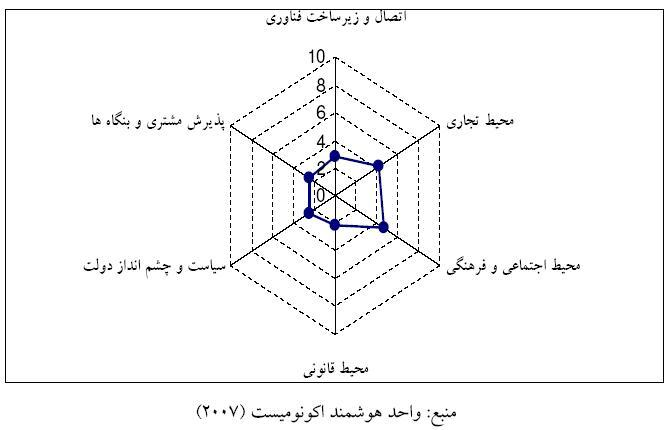 اتصال و زیرساخت فناوری
10
8
6
4
2
0
محیط تجاری
پذیرش مشتری و بنگاه ها
محیط اجتماعی و فرهنگی
سیاست و چشم انداز دولت
محیط قانونی
منبع: واحد هوشمند اکونومیست (۲۰۰۷)